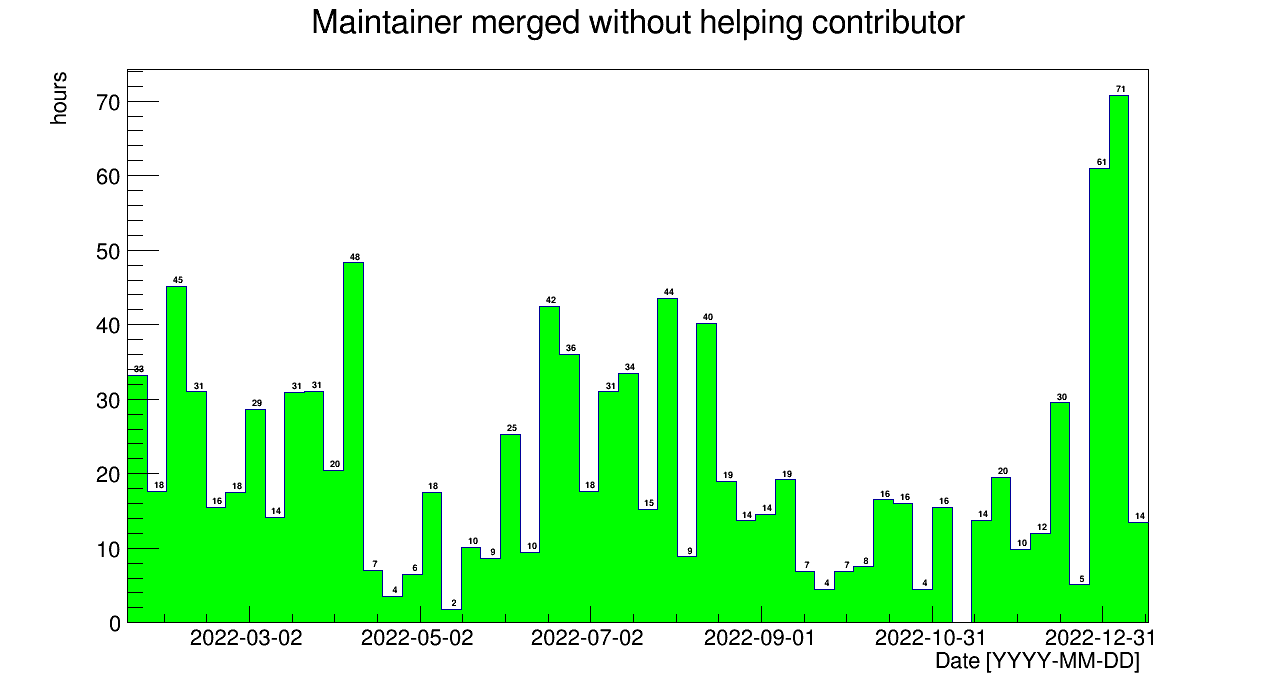 Maintainer merged without helping contributor
hours
70
60
50
40
30
20
10
0
33 18 45 31 16 18 29 14 31 31 20 48 7 4 6 18 2 10 9 25 10 42 36 18 31 34 15 44 9 40 19 14 14 19 7 4 7 8 16 16 4 16 14 20 10 12 30 5 61 71 14
2022-03-02 2022-05-02 2022-07-02 2022-09-01 2022-10-31 2022-12-31
Date [YYYY-MM-DD]